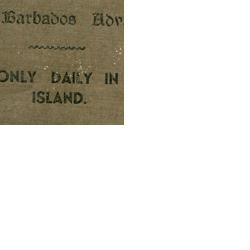 Barbados Adv
ONLY DAILY IN
ISLAND.